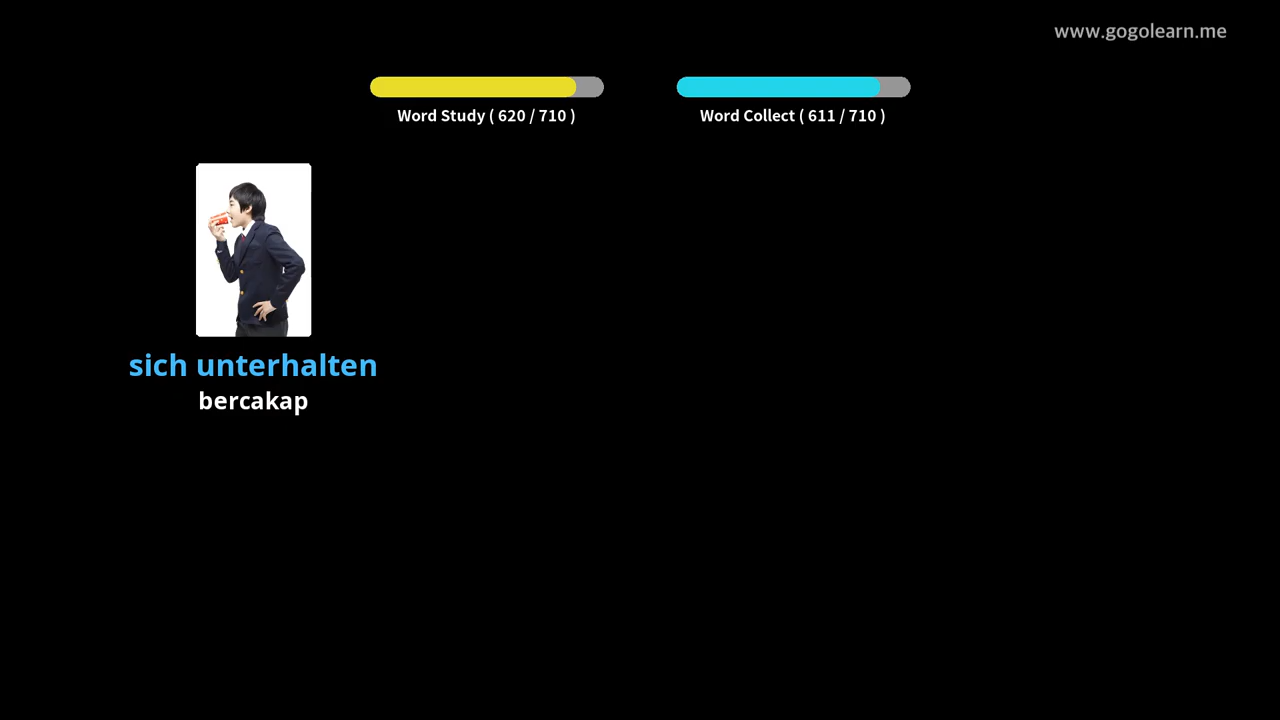 www.gogolearn.me
Word Study ( 620 / 710 )
Word Collect ( 611 / 710 )
sich unterhalten
bercakap